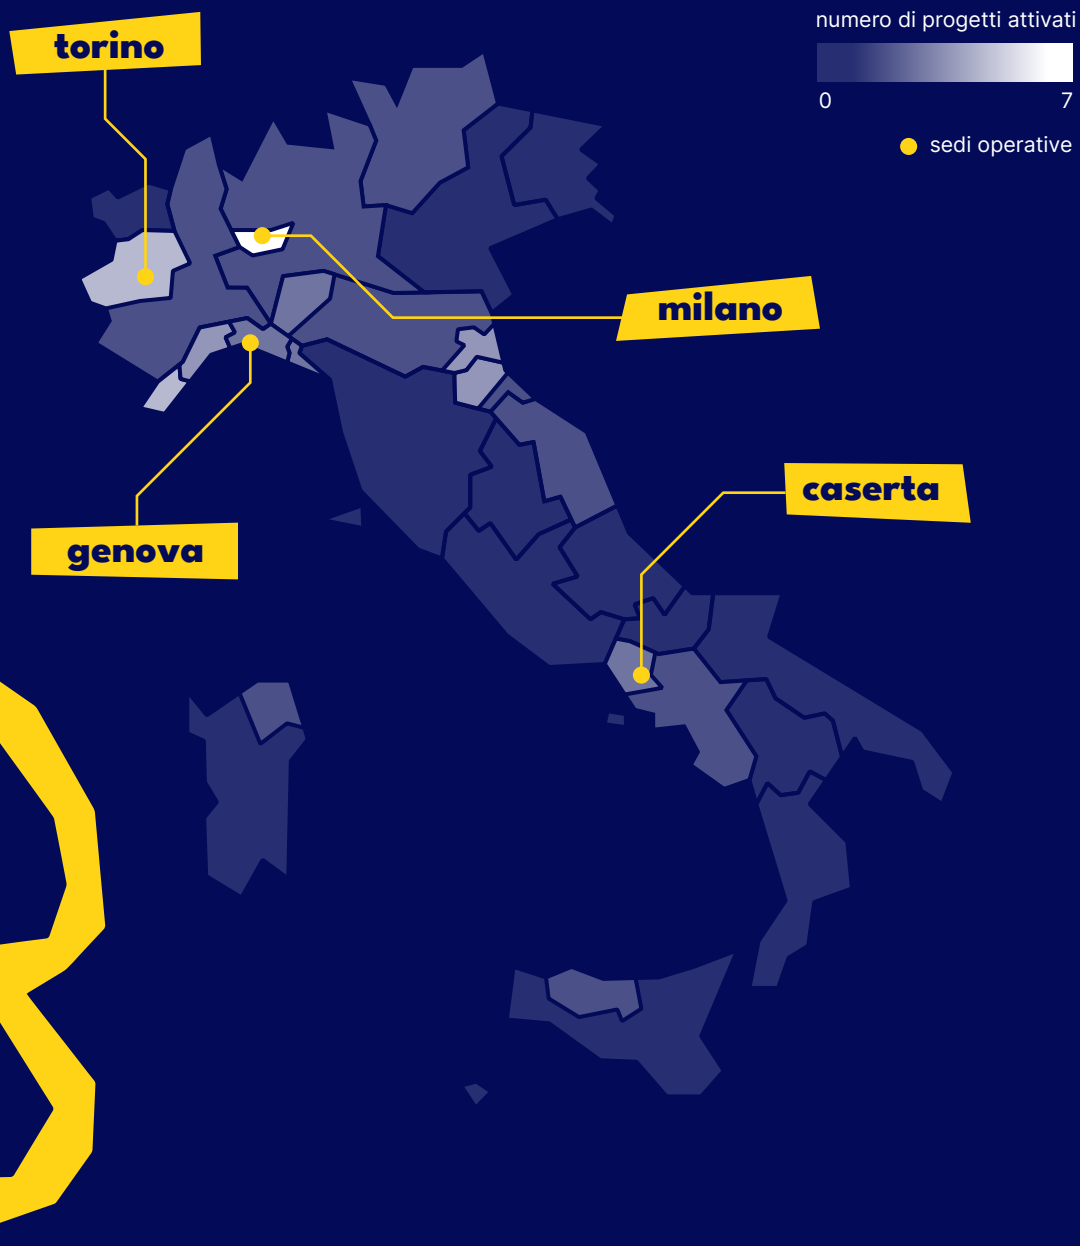 torino
numero di progetti attivati
0 7
sedi operative
milano
caserta
genova